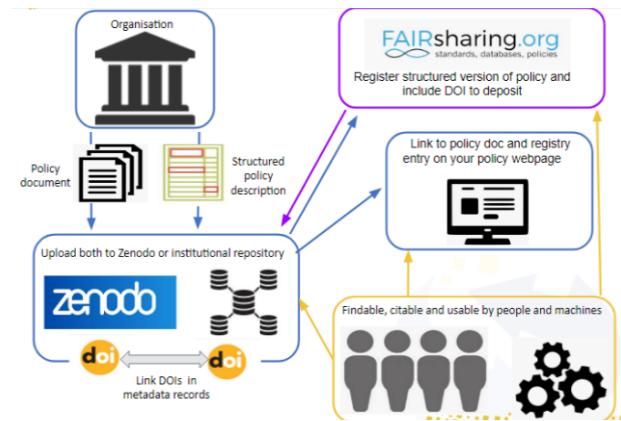 Organisation
FAIRsharing.org
standards, databases, policies
Register structured version of policy and
include DOI to deposit
Policy
document
Structured
policy
description
Link to policy doc and registry
entry on your policy webpage
Upload both to Zenodo or institutional repository
zenodo
doi
doi
Link DOIs in
metadata records
Findable, citable and usable by people and machines